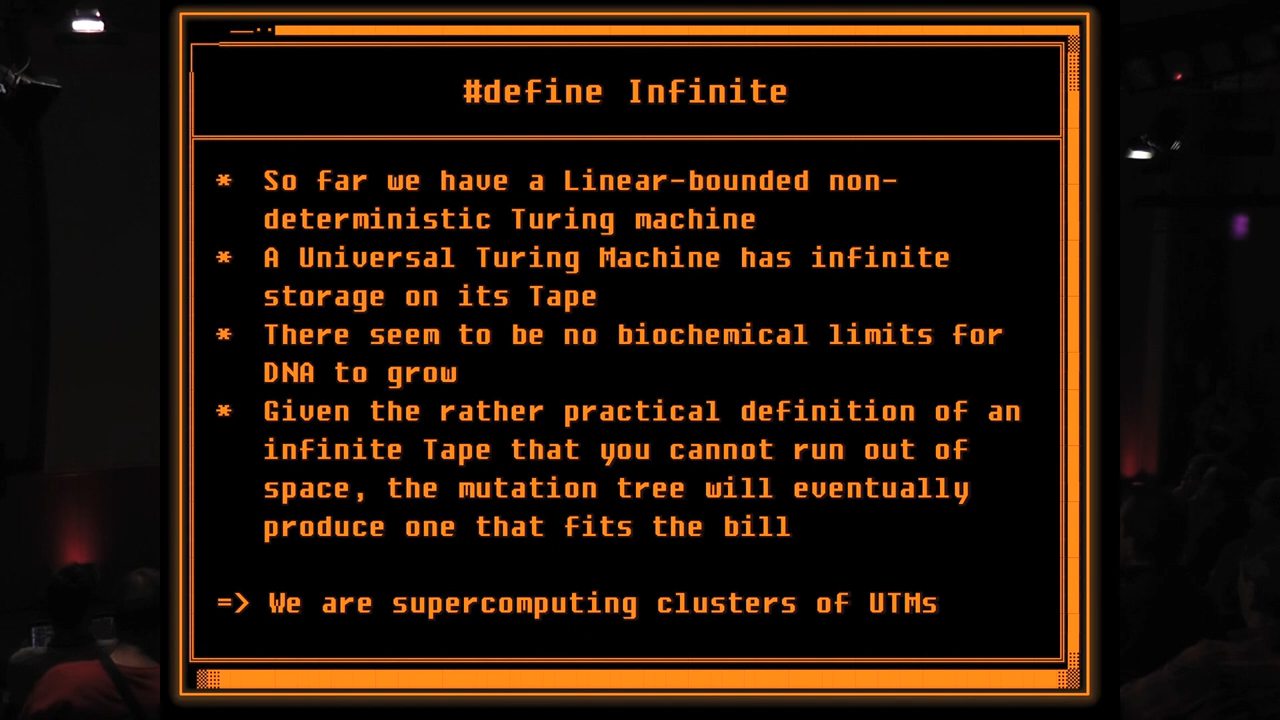 #define Infinite
* So far we have a Linear-bounded non-
deterministic Turing machine
* A Universal Turing Machine has infinite
storage on its Tape
* There seem to be no biochemical limits for
DNA to grow
* Given the rather practical definition of an
infinite Tape that you cannot run out of
space, the mutation tree will eventually
produce one that fits the bill
=> We are supercomputing clusters of UTMs